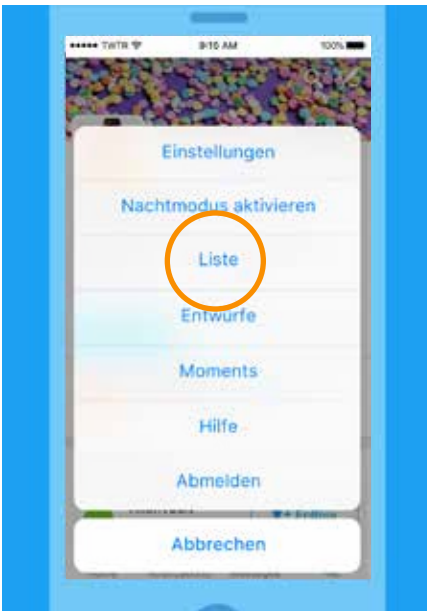 TWTR 9:15 AM 100%
Einstellungen
Nachtmodus aktivieren
Liste
Entwürfe
Moments
Hilfe
Abmelden
Abbrechen